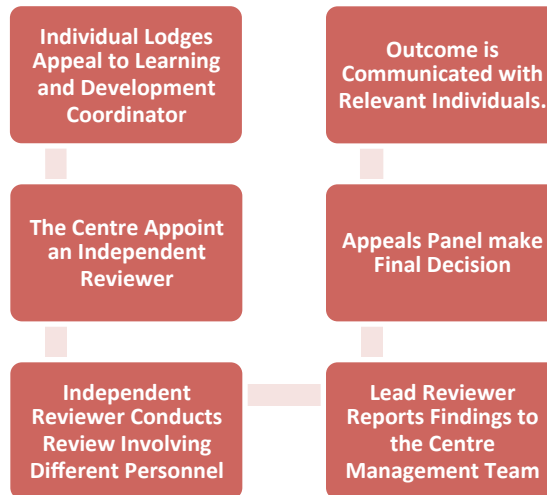 Individual Lodges
Appeal to Learning
and Development
Coordinator
The Centre Appoint
an Independent
Reviewer
Independent
Reviewer Conducts
Review Involving
Different Personnel
Lead Reviewer
Reports Findings to
the Centre
Management Team
Appeals Panel make
Final Decision
Outcome is
Communicated with
Relevant Individuals.